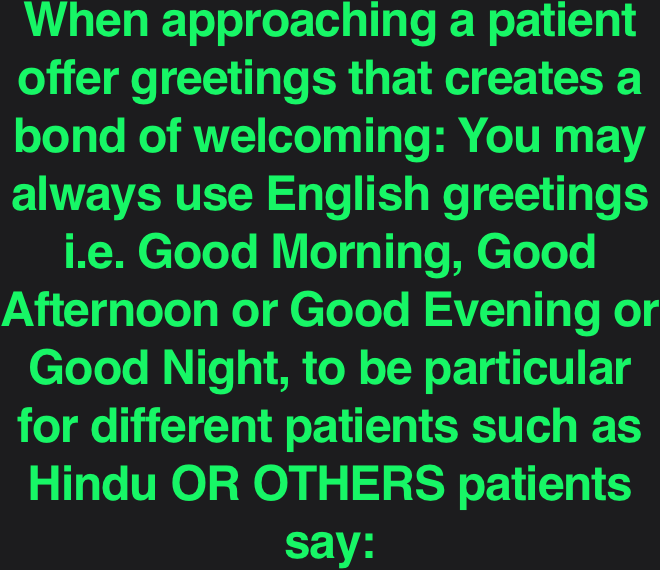 When approaching a patient
offer greetings that creates a
bond of welcoming: You may
always use English greetings
i.e. Good Morning, Good
Afternoon or Good Evening or
Good Night, to be particular
for different patients such as
Hindu OR OTHERS patients
say: